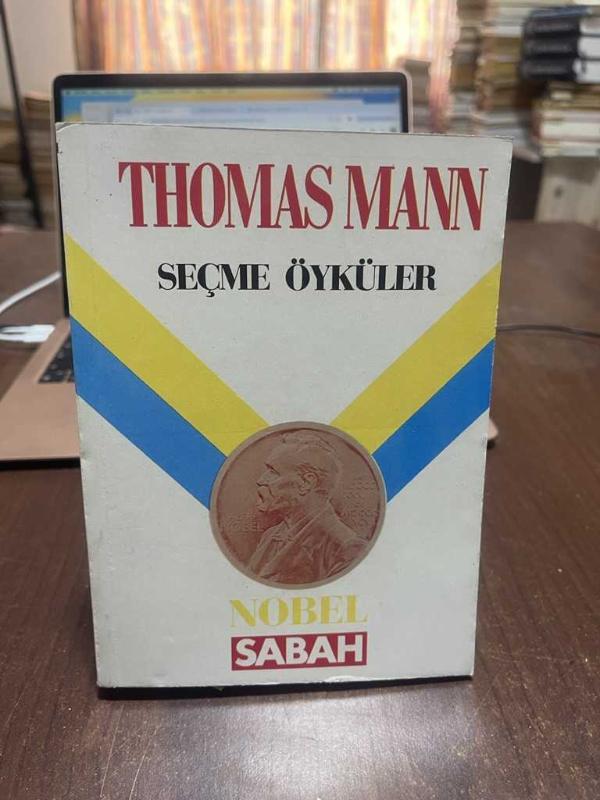 THOMAS MANN
SEÇME ÖYKÜLER
NOBEL
SABAH